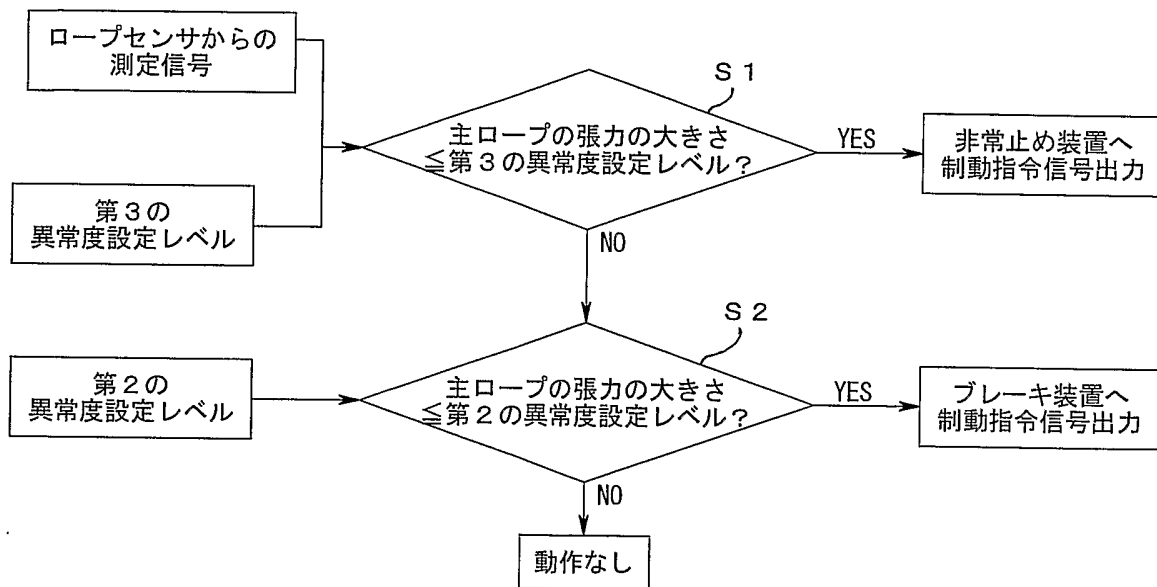 ロープセンサからの
測定信号
S1
主ロープの張力の大きさ
≦第3の異常度設定レベル?
YES
非常止め装置へ
制動指令信号出力
第3の
異常度設定レベル
NO
S2
第2の
異常度設定レベル
主ロープの張力の大きさ
≦第2の異常度設定レベル?
YES
ブレーキ装置へ
制動指令信号出力
NO
動作なし